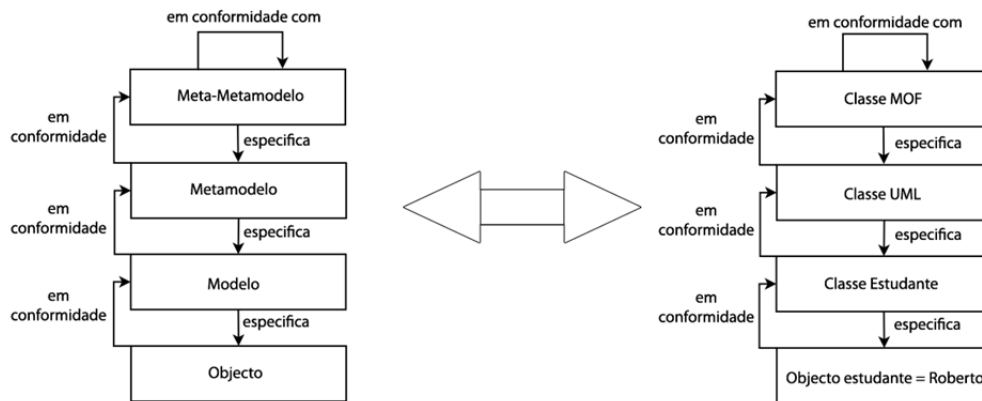 em conformidade com
Meta-Metamodelo
em
conformidade
especifica
Metamodelo
em
conformidade
especifica
Modelo
em
conformidade
especifica
Objecto
em conformidade com
Classe MOF
em
conformidade
especifica
Classe UML
em
conformidade
especifica
Classe Estudante
em
conformidade
especifica
Objecto estudante = Roberto